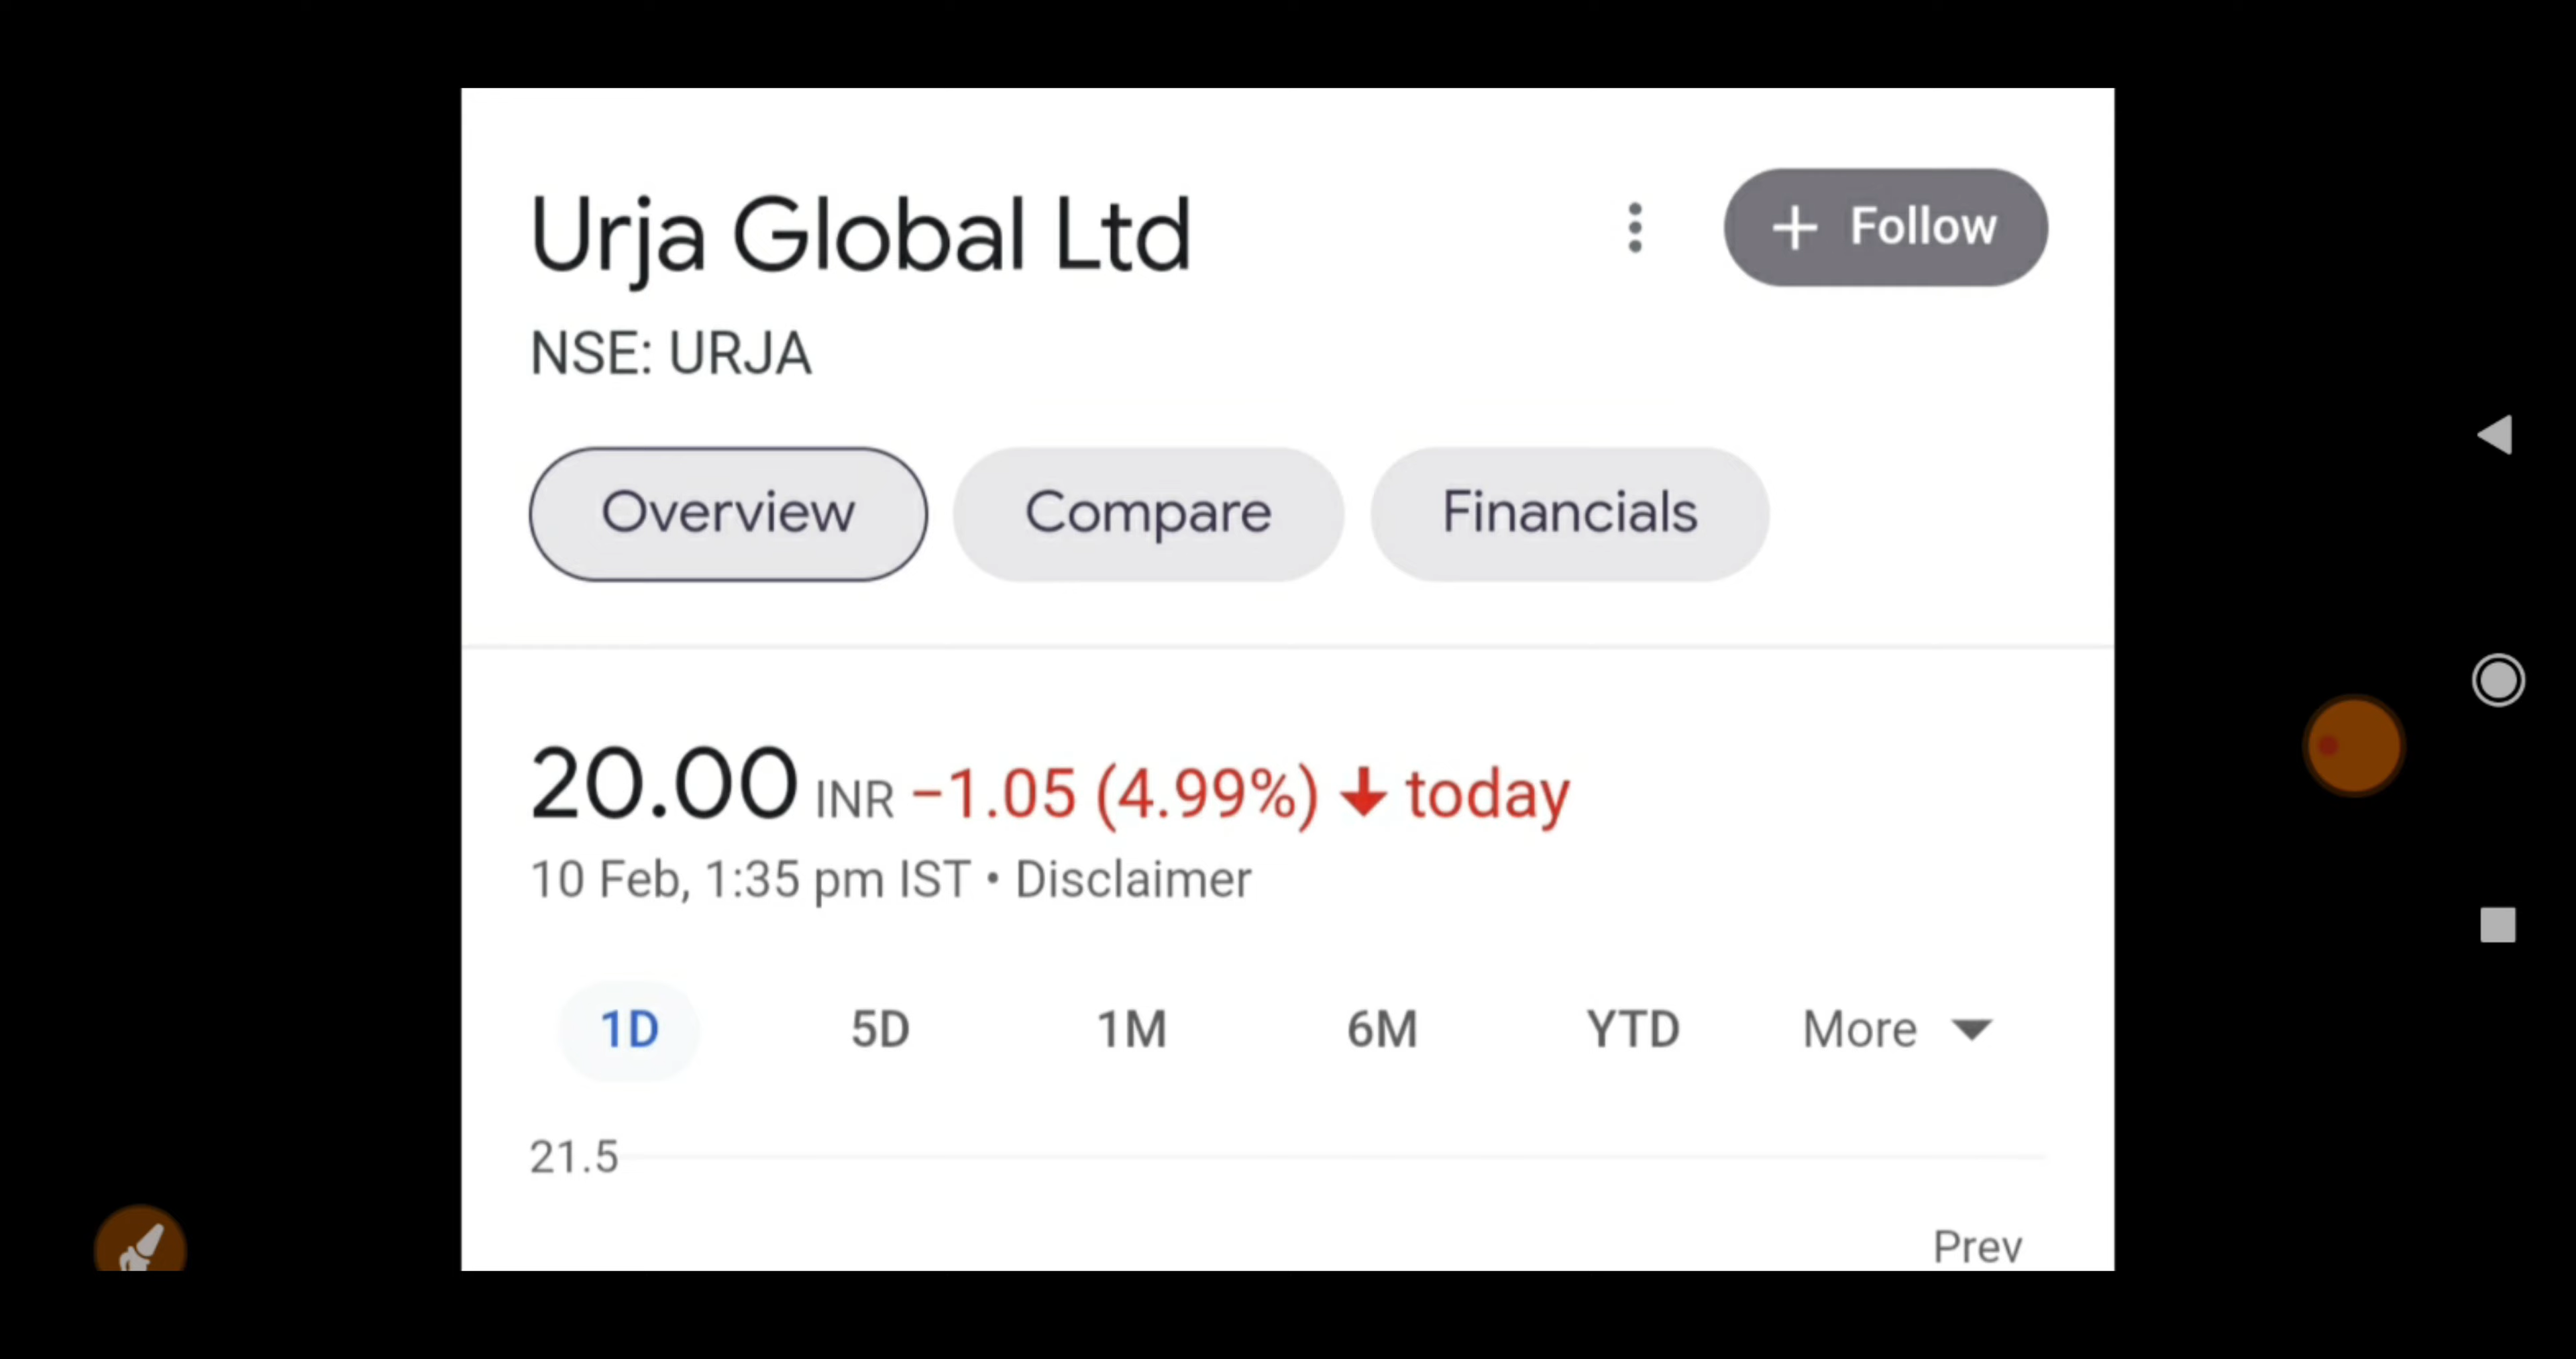 Urja Global Ltd
+ Follow
NSE: URJA
Overview Compare Financials
20.00 INR −1.05 (4.99%) ↓ today
10 Feb, 1:35 pm IST • Disclaimer
1D 5D 1M 6M YTD More
21.5
Prev